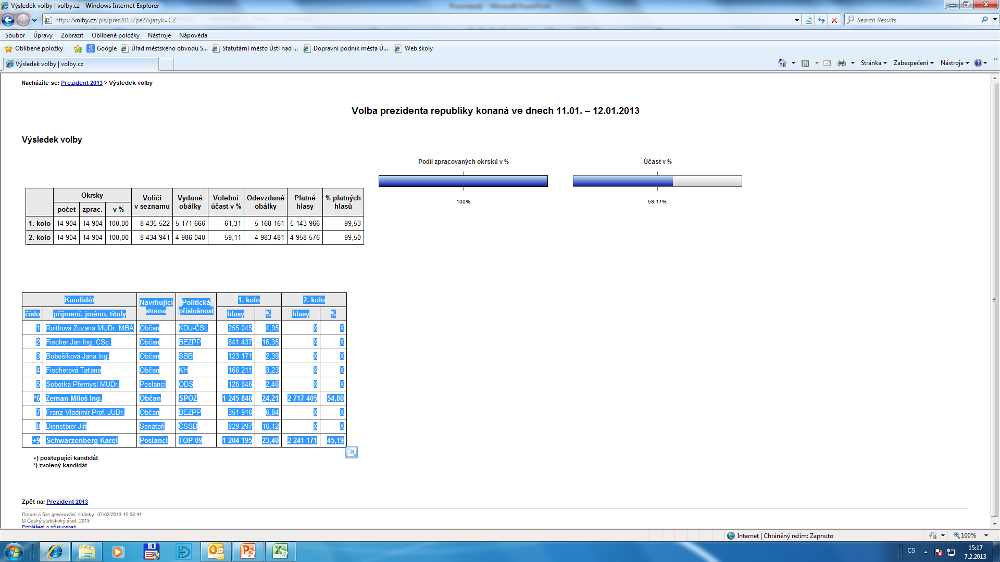 Výsledek volby | volby.cz - Windows Internet Explorer
http://volby.cz/pls/prez2013/pe2?xjazyk=CZ
Search Results
Soubor Úpravy Zobrazit Oblíbené položky Nástroje Nápověda
Oblíbené položky Google Úřad městského obvodu S... Statutární město Ústí nad ... Dopravní podnik města Ú... Web školy
Výsledek volby | volby.cz
Stránka Zabezpečení Nástroje
Nacházíte se: Prezident 2013 > Výsledek volby
Volba prezidenta republiky konaná ve dnech 11.01. – 12.01.2013
Výsledek volby
Podíl zpracovaných okrsků v % Účast v %
100% 59.11%
Okrsky Voliči v seznamu Vydané obálky Volební účast v % Odevzdané obálky Platné hlasy % platných hlasů
počet zprac. v %
1. kolo 14 904 14 904 100,00 8 435 522 5 171 666 61,31 5 168 161 5 143 966 99,53
2. kolo 14 904 14 904 100,00 8 434 941 4 986 040 59,11 4 983 481 4 958 576 99,50
Kandidát Navrhující strana Politická příslušnost 1. kolo 2. kolo
číslo příjmení, jméno, tituly hlasy % hlasy %
1 Roithová Zuzana MUDr. MBA Občan KDU-ČSL 255 045 4,95 X X
2 Fischer Jan Ing. CSc. Občan BEZPP 841 437 16,35 X X
3 Bobošíková Jana Ing. Občan SBB 123 171 2,39 X X
4 Fischerová Taťana Občan KH 166 211 3,23 X X
5 Sobotka Přemysl MUDr. Poslanci ODS 126 846 2,46 X X
*6 Zeman Miloš Ing. Občan SPOZ 1 245 848 24,21 2 717 405 54,80
7 Franz Vladimír Prof. JUDr. Občan BEZPP 351 916 6,84 X X
8 Dienstbier Jiří Senátoři ČSSD 829 297 16,12 X X
+9 Schwarzenberg Karel Poslanci TOP 09 1 204 195 23,40 2 241 171 45,19
+) postupující kandidát
*) zvolený kandidát
Zpět na: Prezident 2013
Datum a čas generování stránky: 07/02/2013 15:03:41
© Český statistický úřad, 2013
Prohlášení o přístupnosti
Internet | Chráněný režim: Zapnuto 100%
CS 15:17
7.2.2013